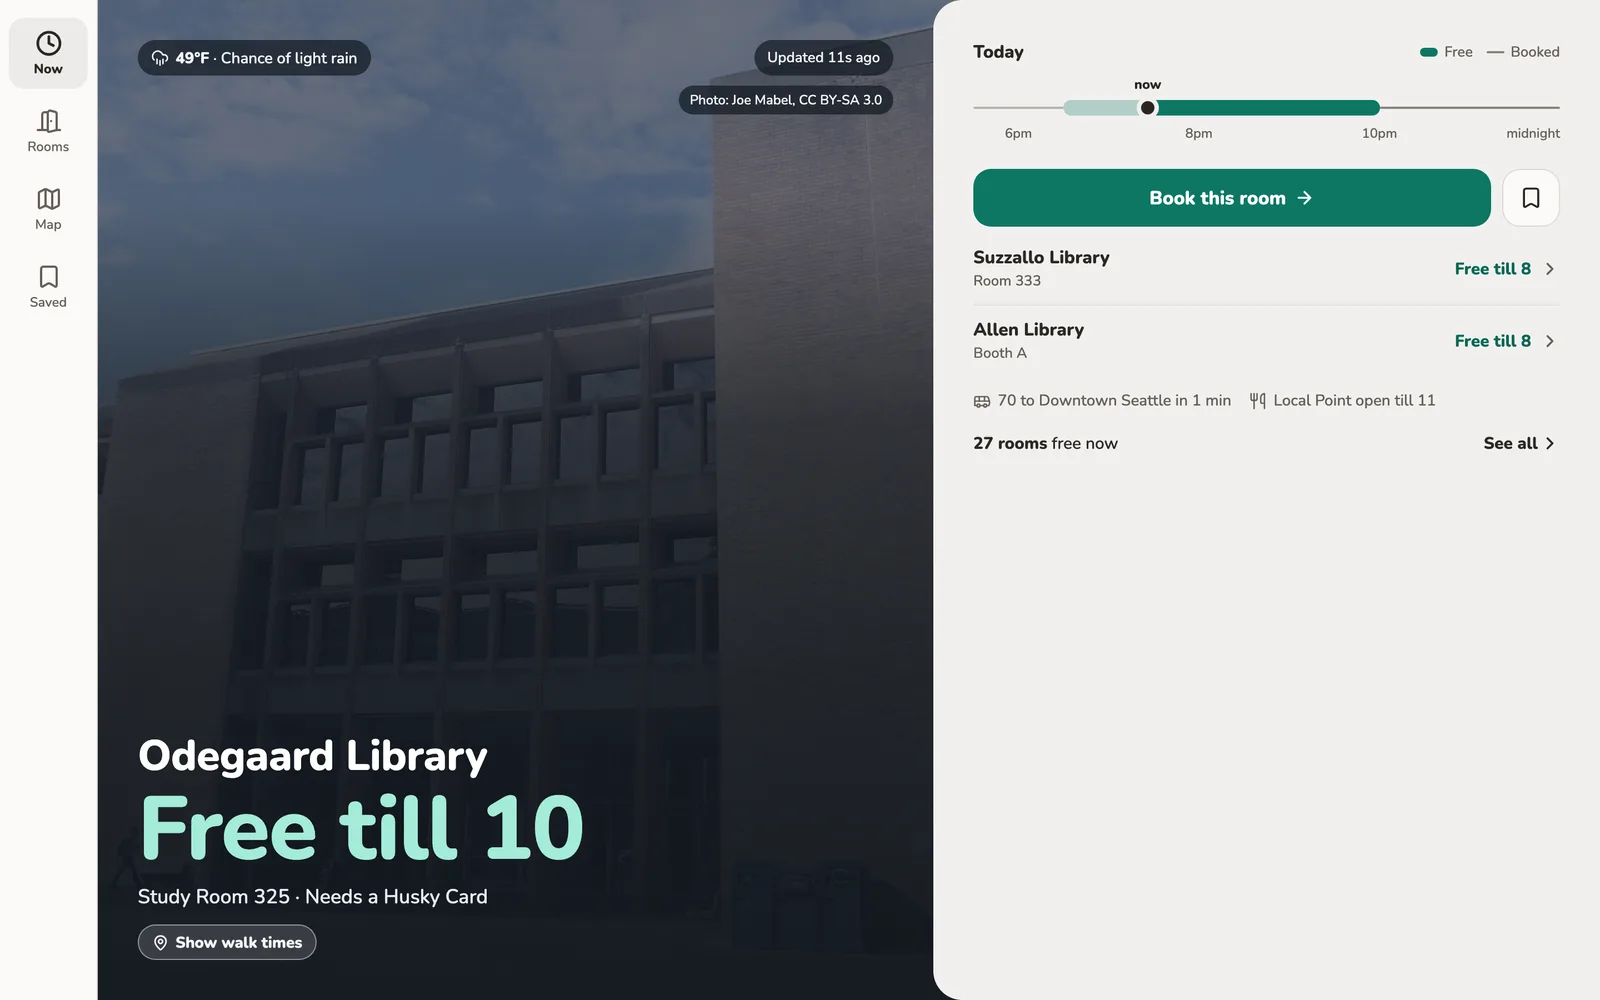 Now
Rooms
Map
Saved
49°F · Chance of light rain
Updated 11s ago
Photo: Joe Mabel, CC BY-SA 3.0
Odegaard Library
Free till 10
Study Room 325 · Needs a Husky Card
Show walk times
Today
Free
Booked
now
6pm
8pm
10pm
midnight
Book this room
Suzzallo Library
Room 333
Free till 8
Allen Library
Booth A
Free till 8
70 to Downtown Seattle in 1 min
Local Point open till 11
27 rooms free now
See all